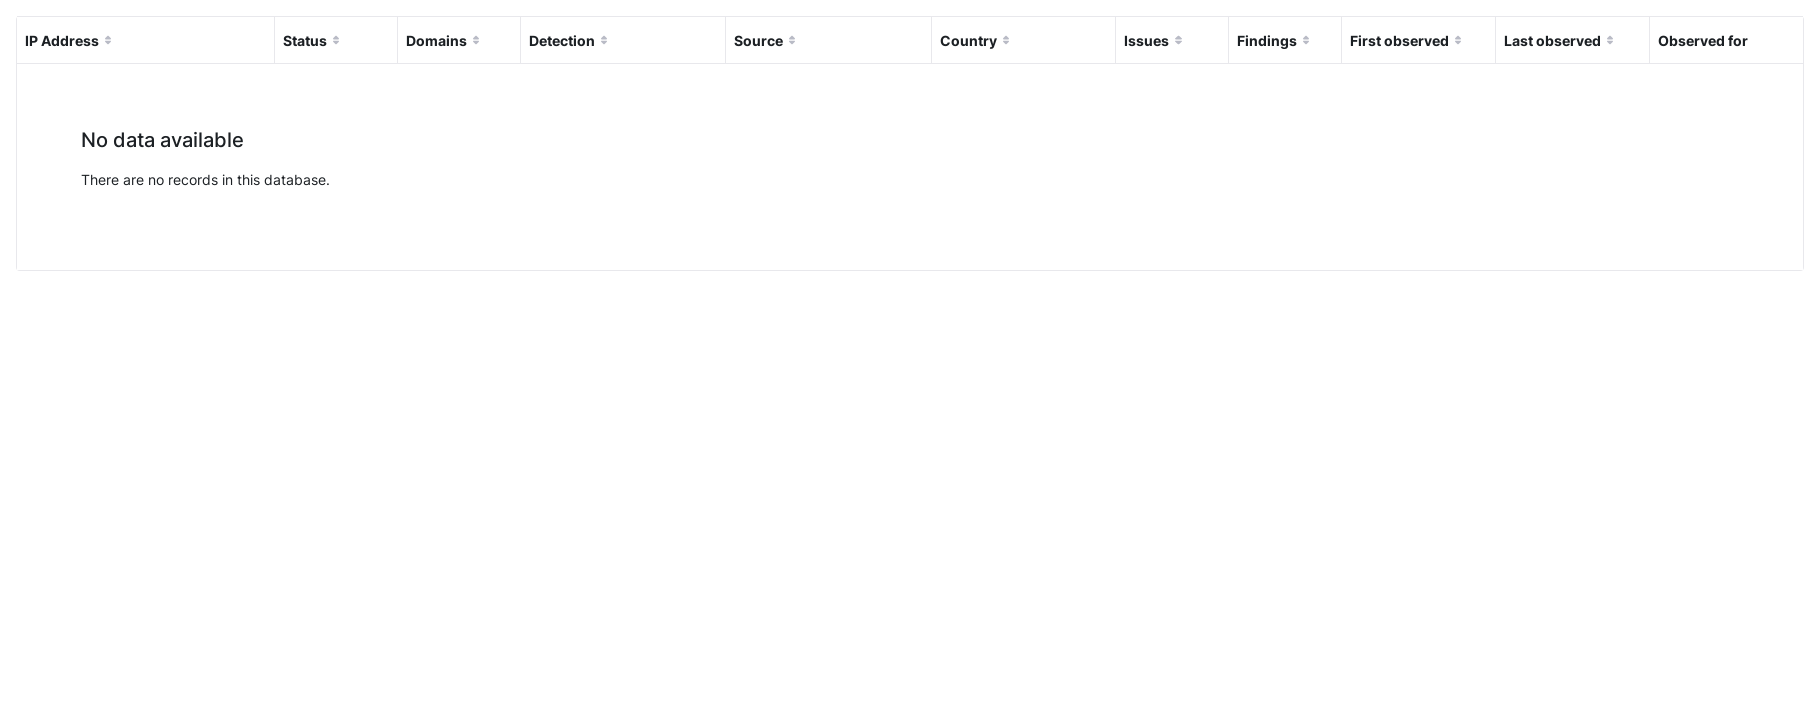 IP Address Status Domains Detection Source Country Issues Findings First observed Last observed Observed for
No data available
There are no records in this database.